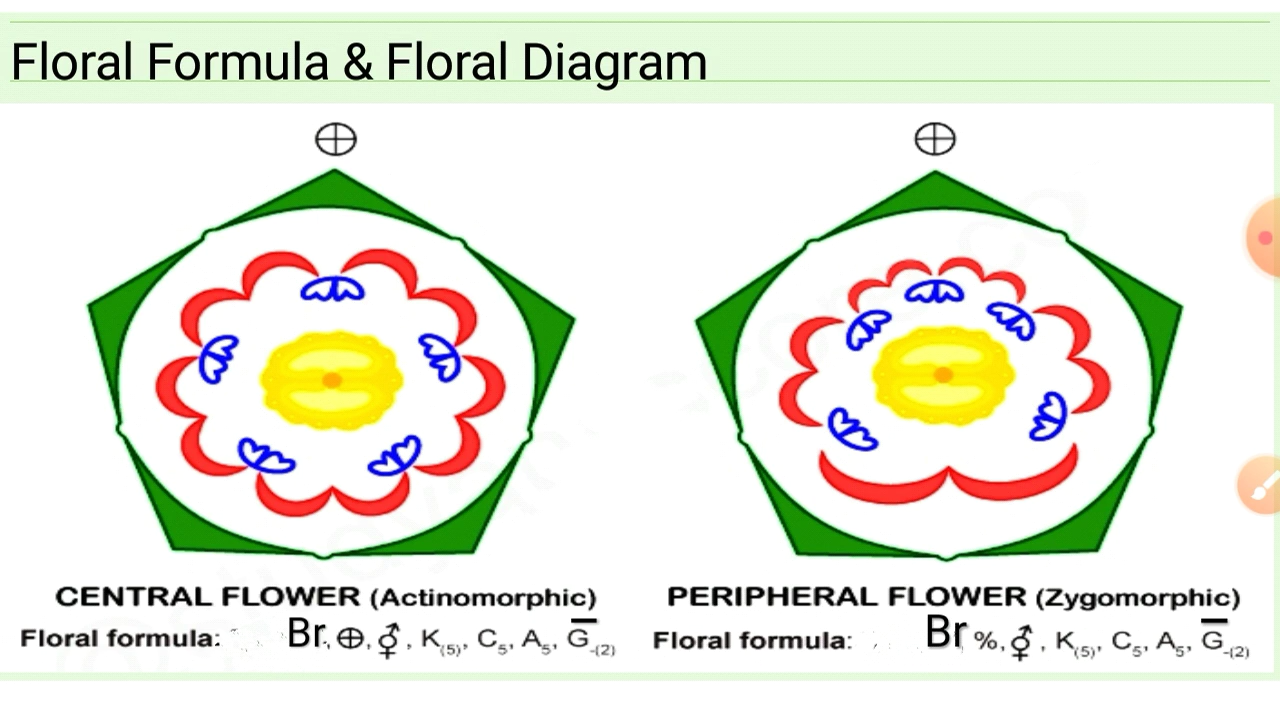 Floral Formula & Floral Diagram
CENTRAL FLOWER (Actinomorphic)
Floral formula: Br. ⊕, ⚥, K₍₅₎, C₅, A₅, G̅-₍₂₎
PERIPHERAL FLOWER (Zygomorphic)
Floral formula: Br %, ⚥, K₍₅₎, C₅, A₅, G̅-₍₂₎